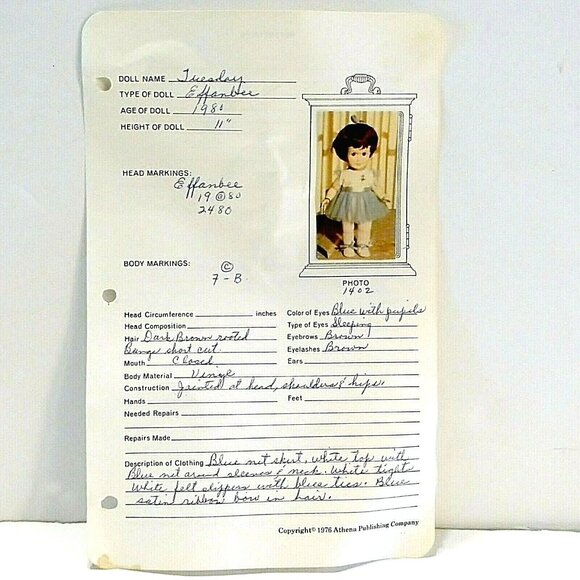 DOLL NAME Tuesday
TYPE OF DOLL Effanbee
AGE OF DOLL 1980
HEIGHT OF DOLL 11"
HEAD MARKINGS:
Effanbee
19 © 80
2480
BODY MARKINGS: ©
7-B
PHOTO
1402
Head Circumference inches
Head Composition
Hair Dark Brown rooted
Bangs short cut.
Mouth Closed
Body Material Vinyl
Construction Jointed at head, shoulders & hips.
Hands
Needed Repairs
Repairs Made
Color of Eyes Blue with pupils
Type of Eyes Sleeping
Eyebrows Brown
Eyelashes Brown
Ears
Feet
Description of Clothing Blue net skirt, white top with
Blue net around sleeves & neck. White tights
White felt slippers with blue ties. Blue
satin ribbon bow in hair.
Copyright© 1976 Athena Publishing Company